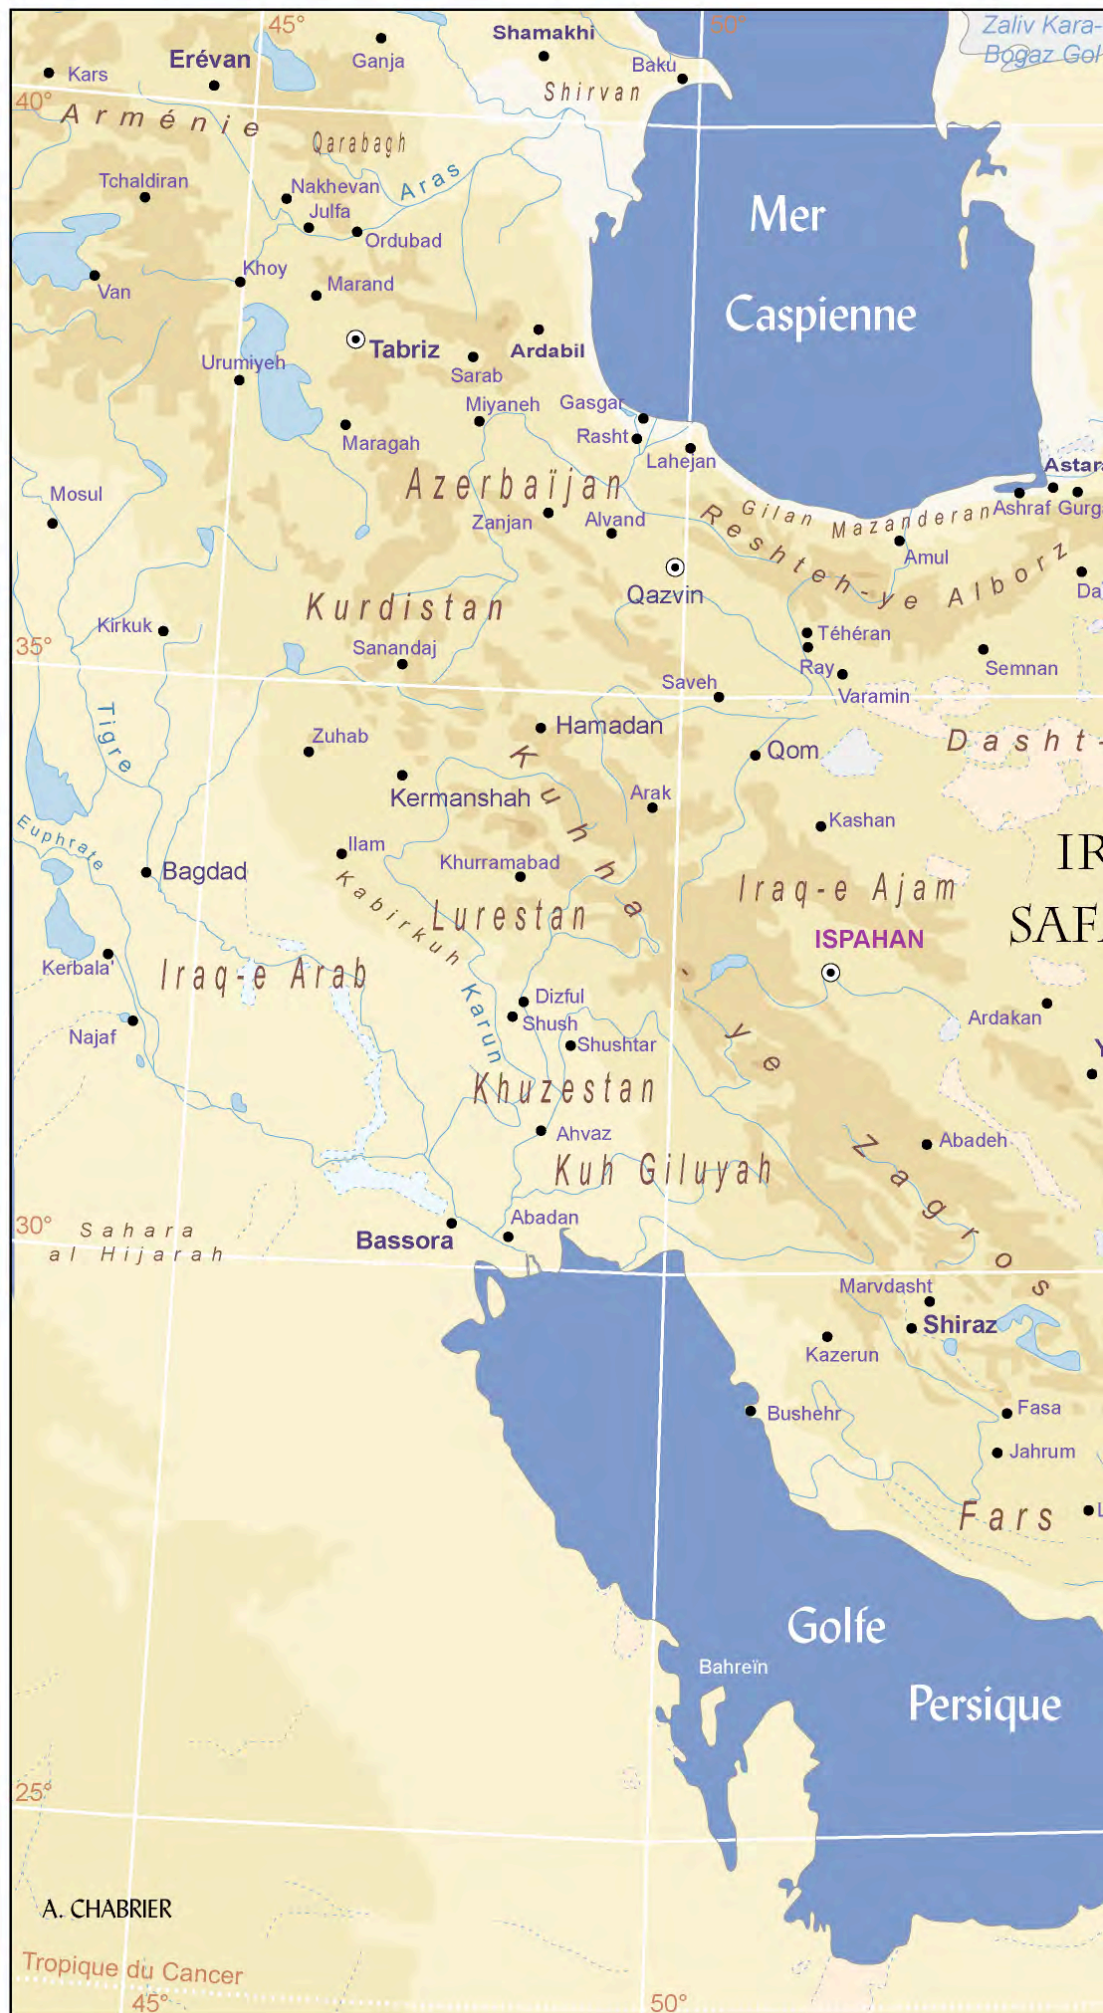 45°
50°
Zaliv Kara-
Bogaz Gol
Shamakhi
Erévan
Ganja
Baku
Kars
40°
Shirvan
Arménie
Qarabagh
Aras
Tchaldiran
Nakhevan
Julfa
Ordubad
Mer
Caspienne
Khoy
Van
Marand
Tabriz
Ardabil
Urumiyeh
Sarab
Miyaneh
Gasgar
Maragah
Rasht
Lahejan
Astara
Azerbaïjan
Mosul
Zanjan
Alvand
Gilan
Mazanderan
Ashraf
Gurga
Reshteh-ye Alborz
Amul
Qazvin
Da
Kurdistan
Kirkuk
Téhéran
35°
Sanandaj
Ray
Semnan
Saveh
Varamin
Tigre
Zuhab
Hamadan
Qom
Dasht-
Kermanshah
Kuhha-ye Zagros
Arak
Kashan
Euphrate
Ilam
IR
Bagdad
Khurramabad
Kabirkuh
Iraq-e Ajam
Lurestan
SAFA
ISPAHAN
Kerbala'
Iraq-e Arab
Dizful
Karun
Shush
Ardakan
Najaf
Shushtar
Y
Khuzestan
Ahvaz
Abadeh
Kuh Giluyah
30°
Sahara
al Hijarah
Abadan
Bassora
Marvdasht
Shiraz
Kazerun
Bushehr
Fasa
Jahrum
Fars
L
Golfe
Persique
Bahreïn
25°
A. CHABRIER
Tropique du Cancer
45°
50°